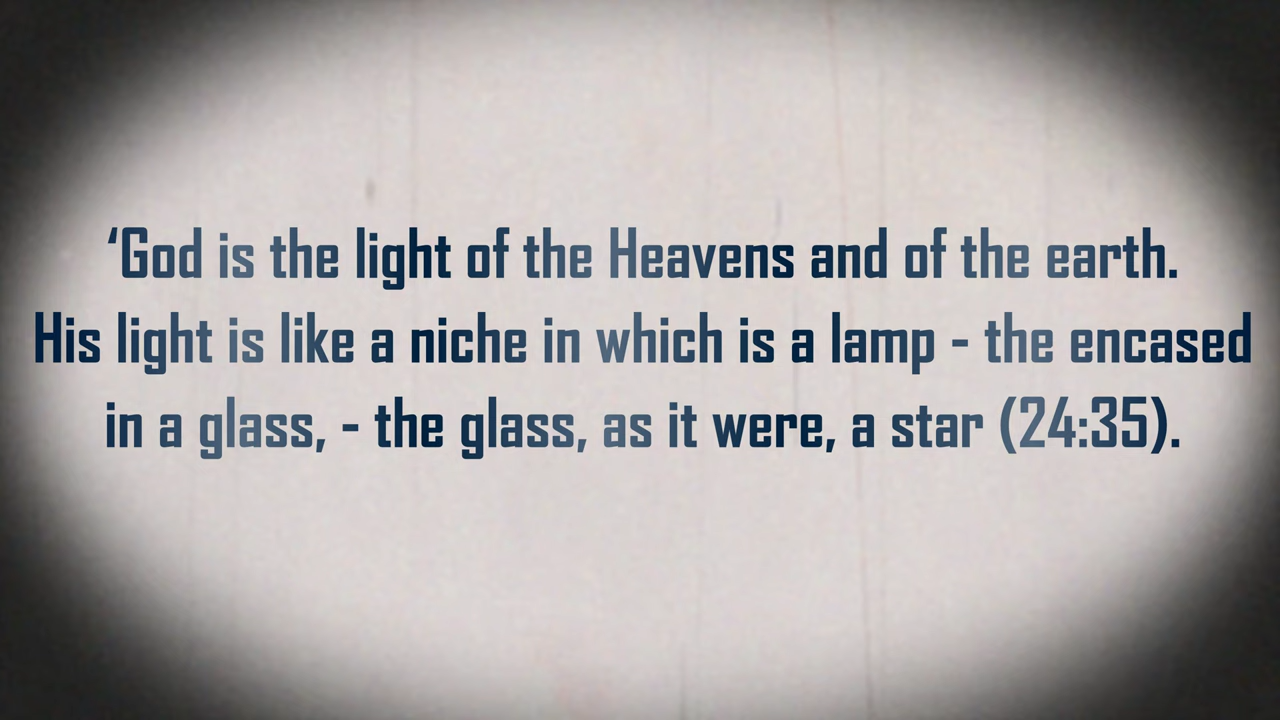 ‘God is the light of the Heavens and of the earth.
His light is like a niche in which is a lamp - the encased
in a glass, - the glass, as it were, a star (24:35).